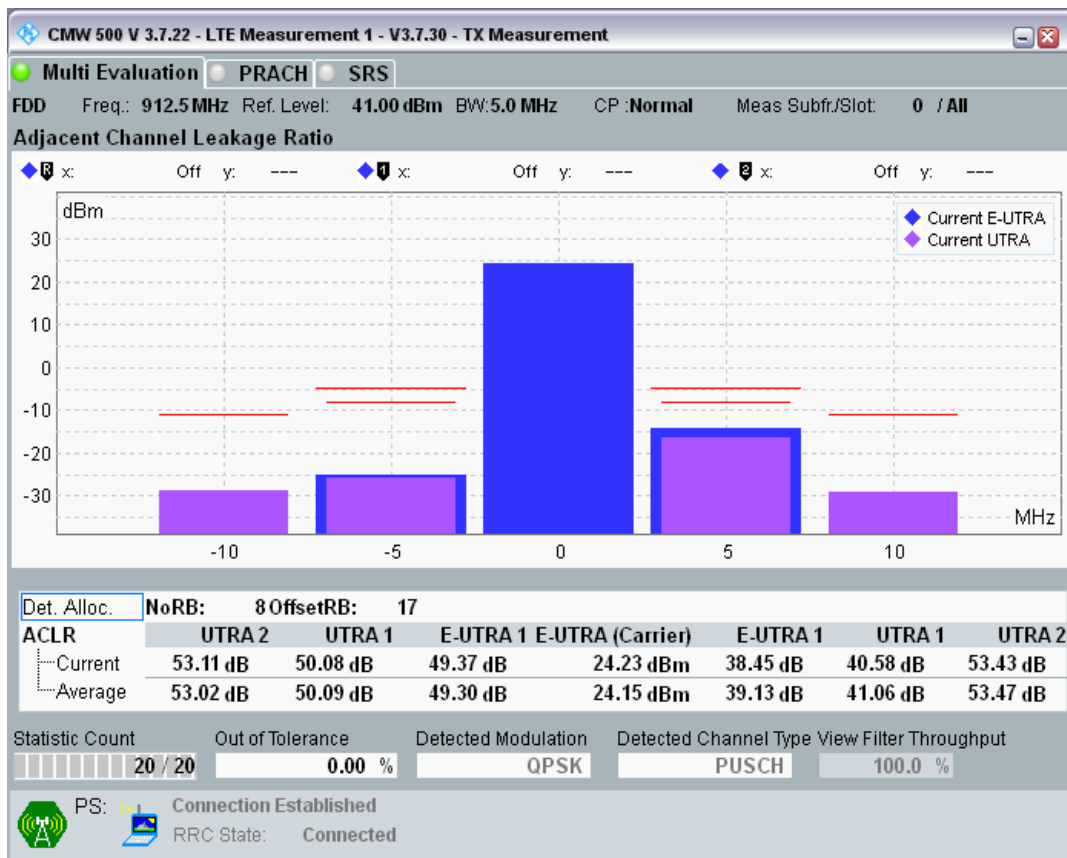 CMW 500 V 3.7.22 - LTE Measurement 1 - V3.7.30 - TX Measurement
Multi Evaluation PRACH SRS
FDD Freq.: 912.5 MHz Ref. Level: 41.00 dBm BW:5.0 MHz CP :Normal Meas Subfr./Slot: 0 / All
Adjacent Channel Leakage Ratio
R x: Off y: --- 1 x: Off y: --- 2 x: Off y: ---
dBm
Current E-UTRA
Current UTRA
30
20
10
0
-10
-20
-30
MHz
-10 -5 0 5 10
Det. Alloc. NoRB: 8 OffsetRB: 17
ACLR UTRA 2 UTRA 1 E-UTRA 1 E-UTRA (Carrier) E-UTRA 1 UTRA 1 UTRA 2
Current 53.11 dB 50.08 dB 49.37 dB 24.23 dBm 38.45 dB 40.58 dB 53.43 dB
Average 53.02 dB 50.09 dB 49.30 dB 24.15 dBm 39.13 dB 41.06 dB 53.47 dB
Statistic Count Out of Tolerance Detected Modulation Detected Channel Type View Filter Throughput
20 / 20 0.00 % QPSK PUSCH 100.0 %
PS: Connection Established
RRC State: Connected